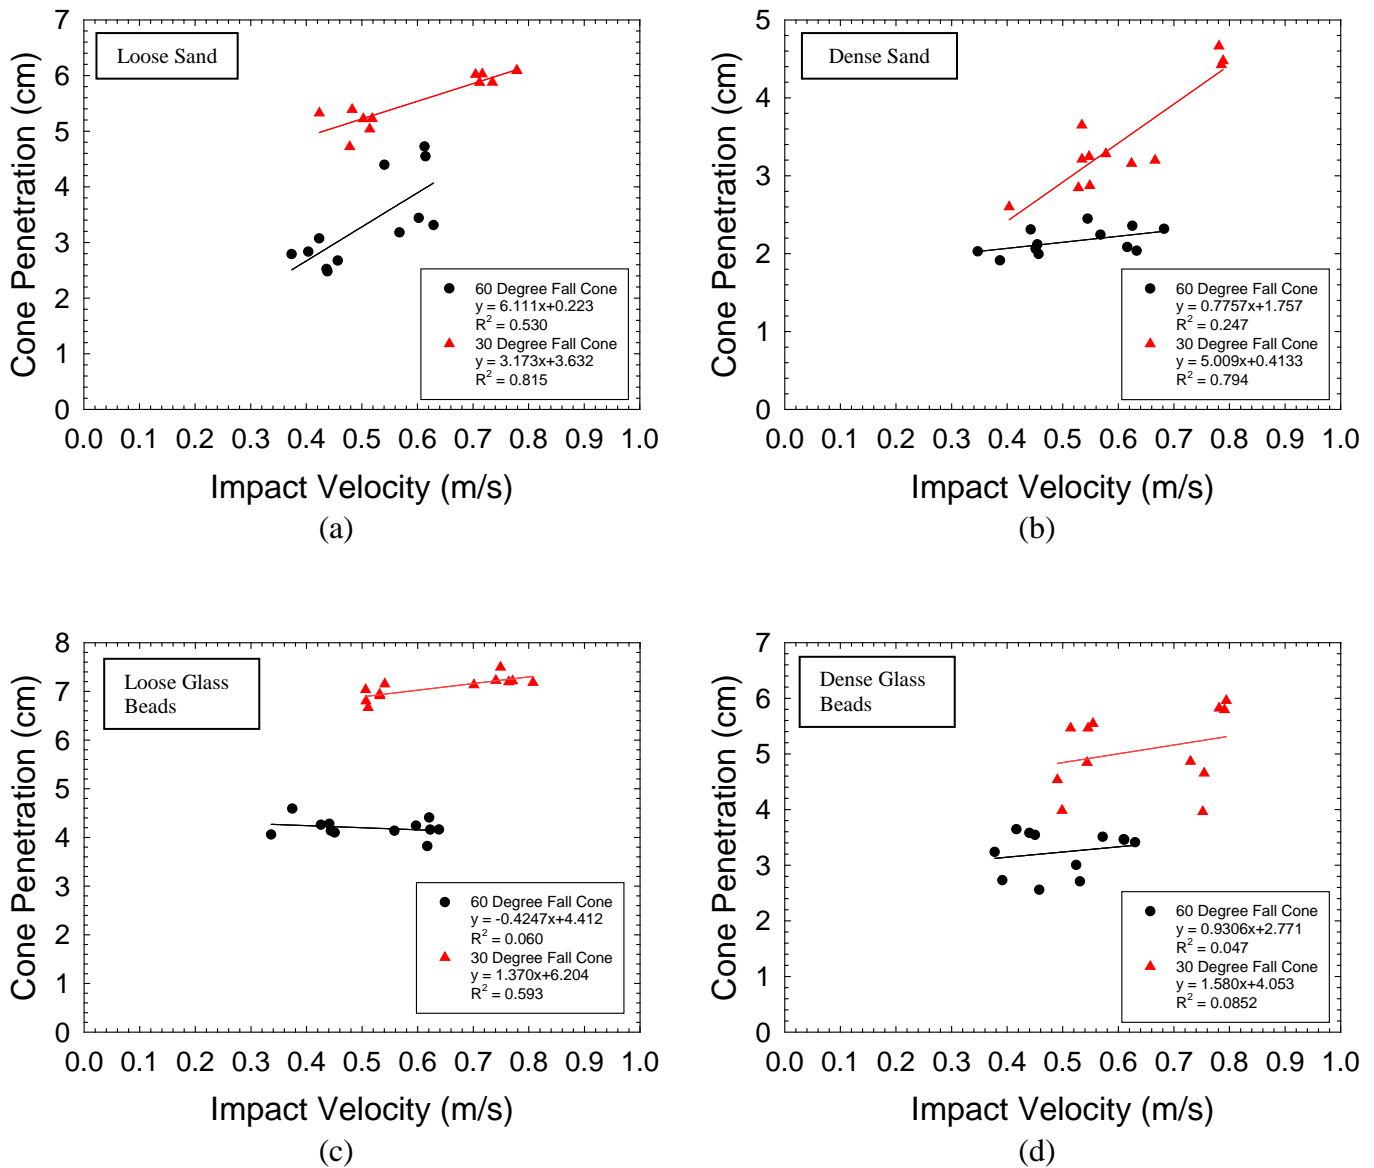 Loose Sand
Cone Penetration (cm)
7
6
5
4
3
2
1
0
60 Degree Fall Cone
y = 6.111x+0.223
R² = 0.530
30 Degree Fall Cone
y = 3.173x+3.632
R² = 0.815
0.0 0.1 0.2 0.3 0.4 0.5 0.6 0.7 0.8 0.9 1.0
Impact Velocity (m/s)
(a)
Dense Sand
Cone Penetration (cm)
5
4
3
2
1
0
60 Degree Fall Cone
y = 0.7757x+1.757
R² = 0.247
30 Degree Fall Cone
y = 5.009x+0.4133
R² = 0.794
0.0 0.1 0.2 0.3 0.4 0.5 0.6 0.7 0.8 0.9 1.0
Impact Velocity (m/s)
(b)
Loose Glass
Beads
Cone Penetration (cm)
8
7
6
5
4
3
2
1
0
60 Degree Fall Cone
y = -0.4247x+4.412
R² = 0.060
30 Degree Fall Cone
y = 1.370x+6.204
R² = 0.593
0.0 0.1 0.2 0.3 0.4 0.5 0.6 0.7 0.8 0.9 1.0
Impact Velocity (m/s)
(c)
Dense Glass
Beads
Cone Penetration (cm)
7
6
5
4
3
2
1
0
60 Degree Fall Cone
y = 0.9306x+2.771
R² = 0.047
30 Degree Fall Cone
y = 1.580x+4.053
R² = 0.0852
0.0 0.1 0.2 0.3 0.4 0.5 0.6 0.7 0.8 0.9 1.0
Impact Velocity (m/s)
(d)